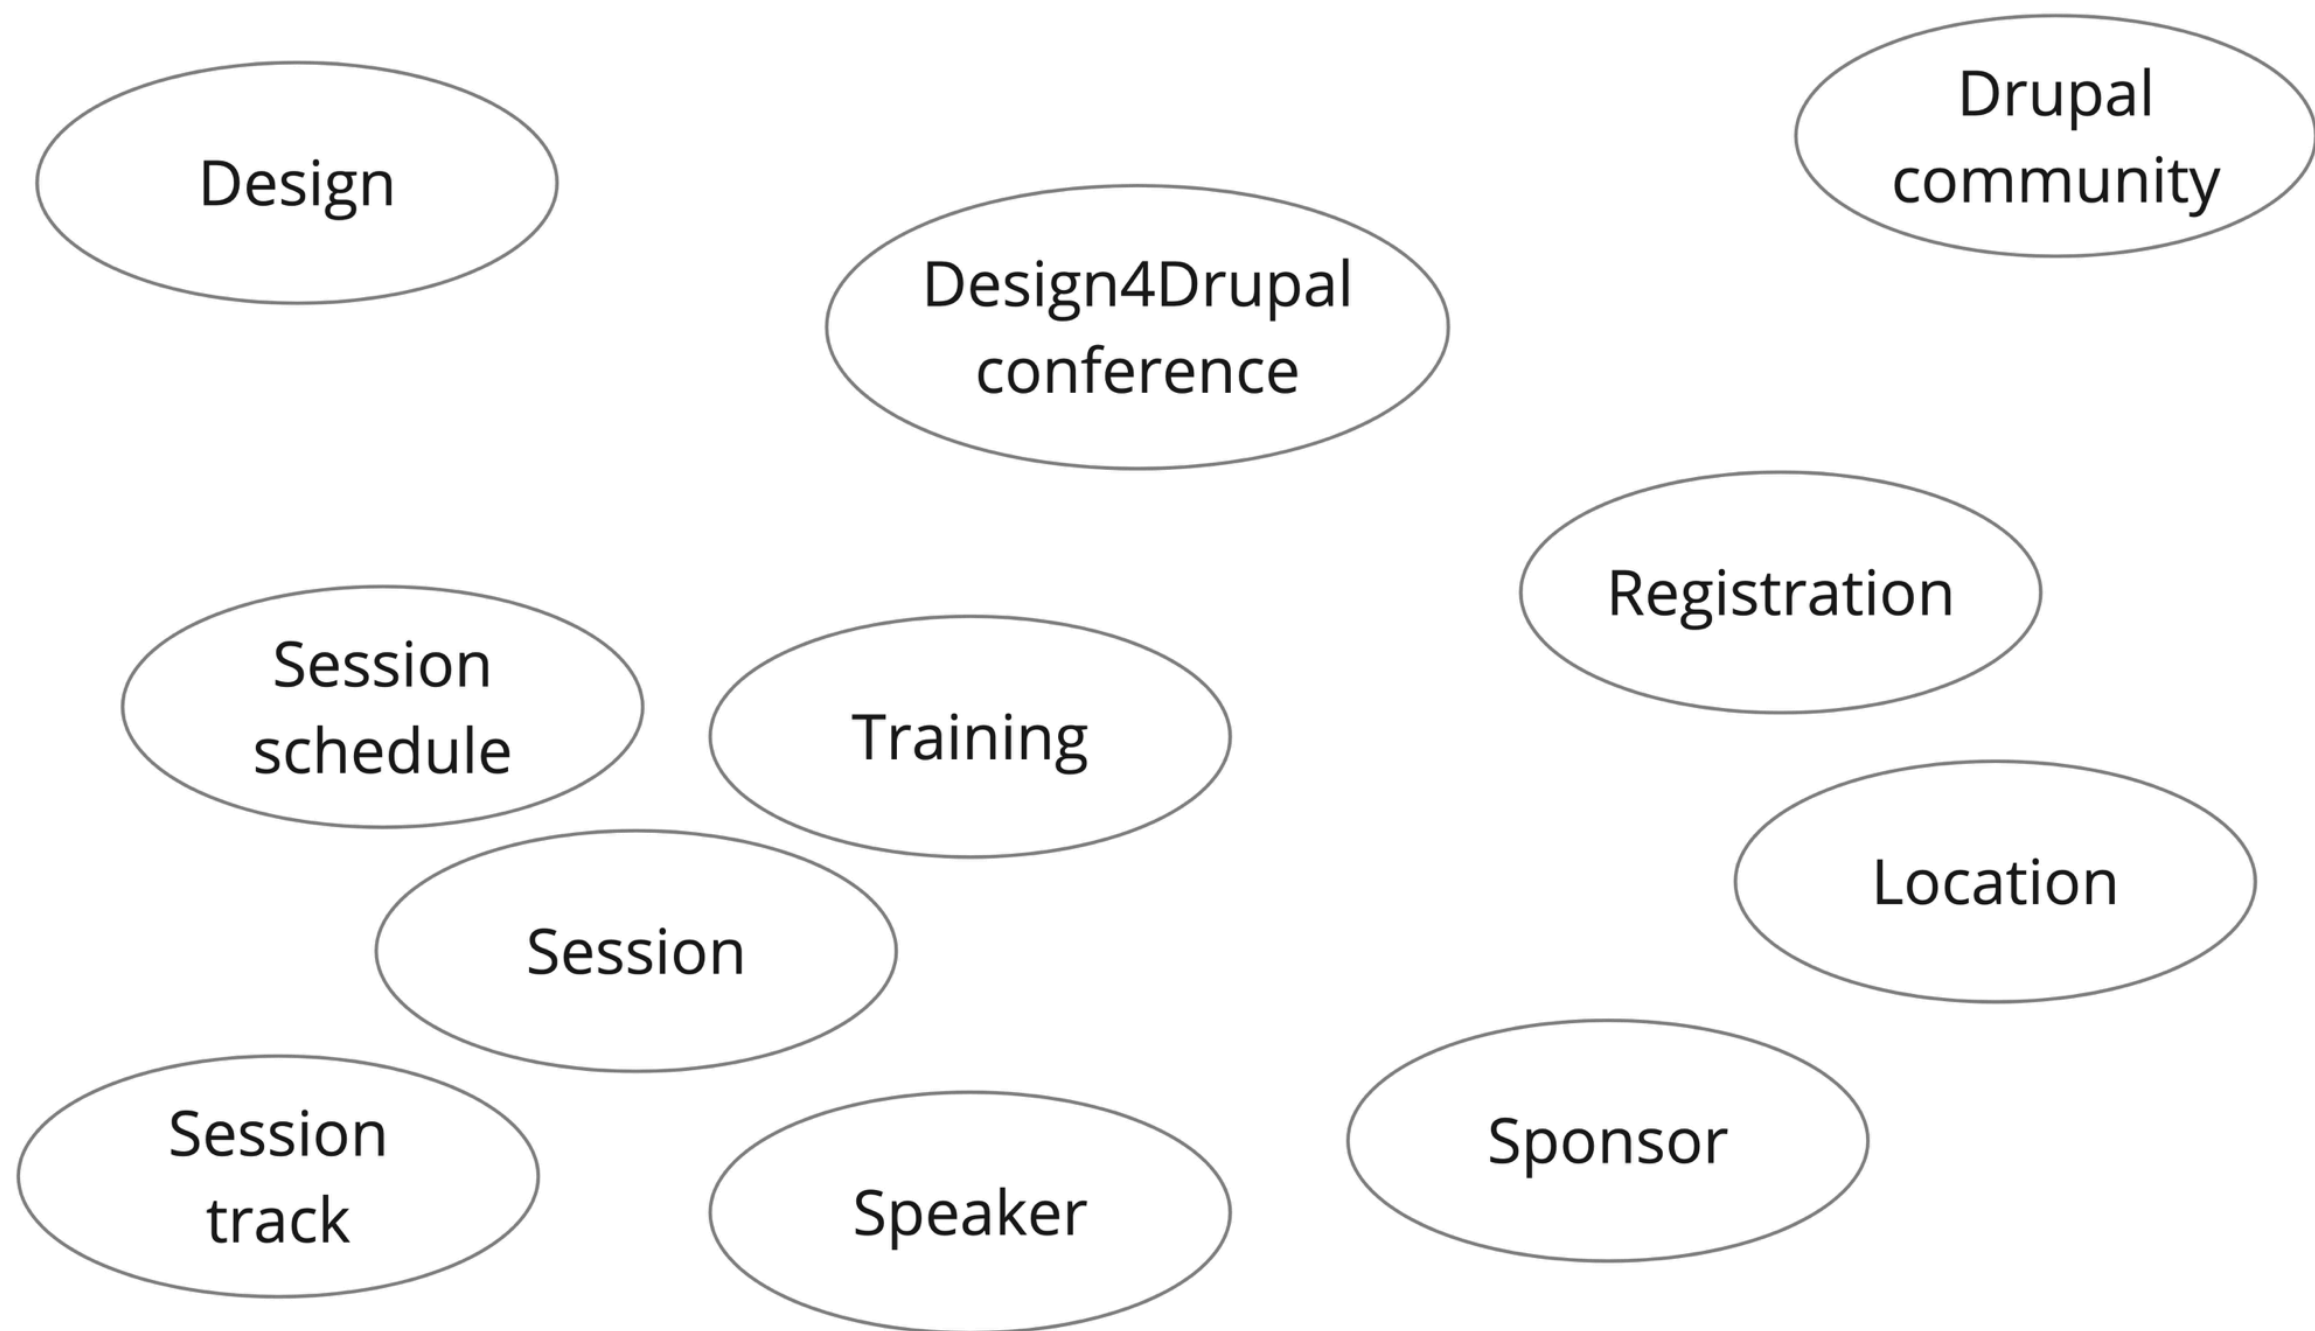 Design
Drupal
community
Design4Drupal
conference
Registration
Session
schedule
Training
Location
Session
Session
track
Speaker
Sponsor